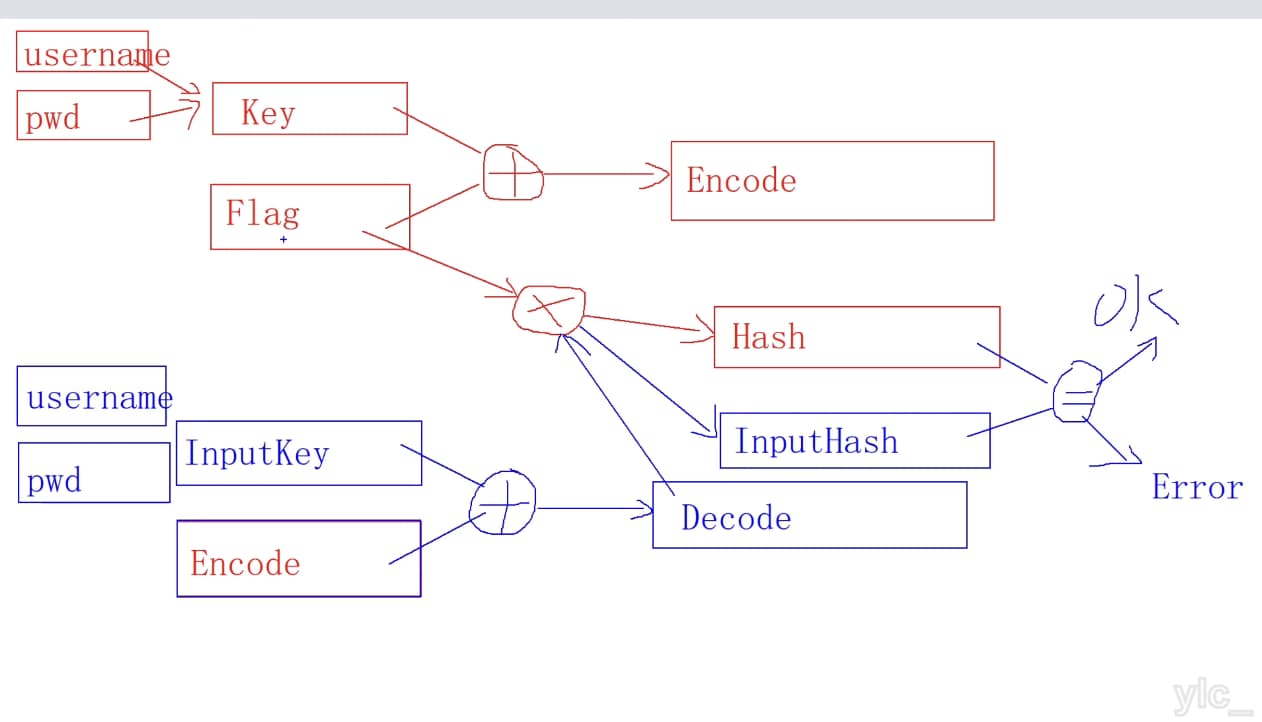 username
pwd
Key
Flag
Encode
Hash
OK
username
pwd
InputKey
Encode
InputHash
Decode
Error
ylc_